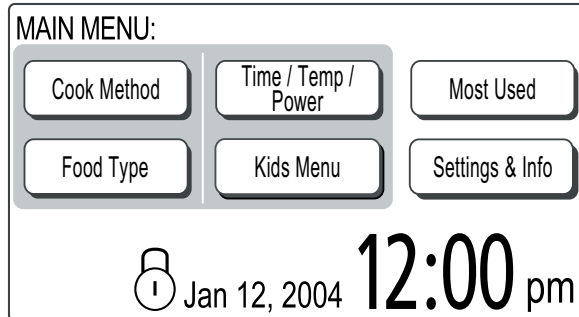 MAIN MENU:
Cook Method
Time / Temp /
Power
Most Used
Food Type
Kids Menu
Settings & Info
Jan 12, 2004 12:00 pm